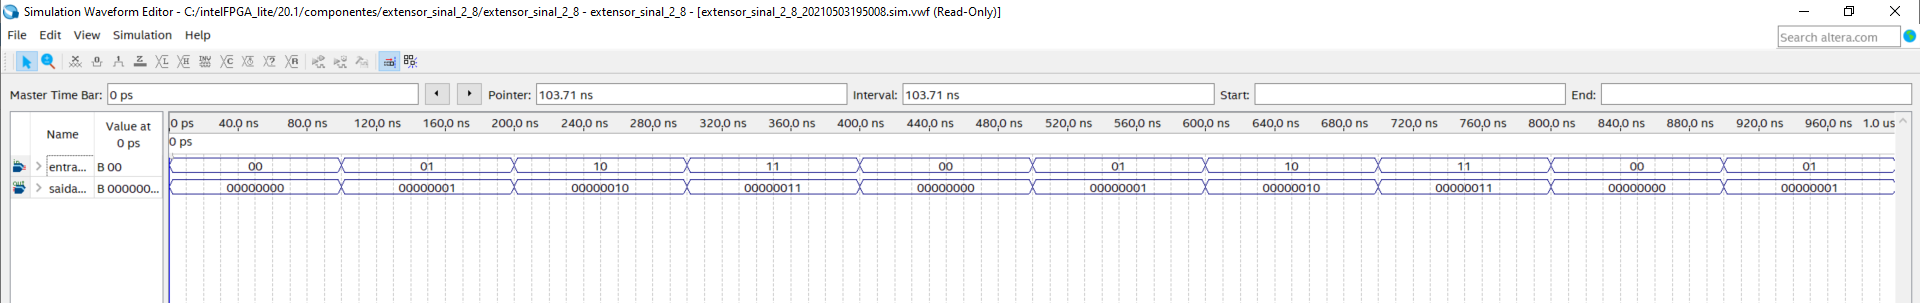 Simulation Waveform Editor - C:/intelFPGA_lite/20.1/componentes/extensor_sinal_2_8/extensor_sinal_2_8 - extensor_sinal_2_8 - [extensor_sinal_2_8_20210503195008.sim.vwf (Read-Only)]
File Edit View Simulation Help
Search altera.com
Master Time Bar: 0 ps Pointer: 103.71 ns Interval: 103.71 ns Start: End:
Name Value at 0 ps
0 ps 40.0 ns 80.0 ns 120.0 ns 160.0 ns 200.0 ns 240.0 ns 280.0 ns 320.0 ns 360.0 ns 400.0 ns 440.0 ns 480.0 ns 520.0 ns 560.0 ns 600.0 ns 640.0 ns 680.0 ns 720.0 ns 760.0 ns 800.0 ns 840.0 ns 880.0 ns 920.0 ns 960.0 ns 1.0 us
0 ps
entra... B 00 00 01 10 11 00 01 10 11 00 01
saida... B 000000... 00000000 00000001 00000010 00000011 00000000 00000001 00000010 00000011 00000000 00000001